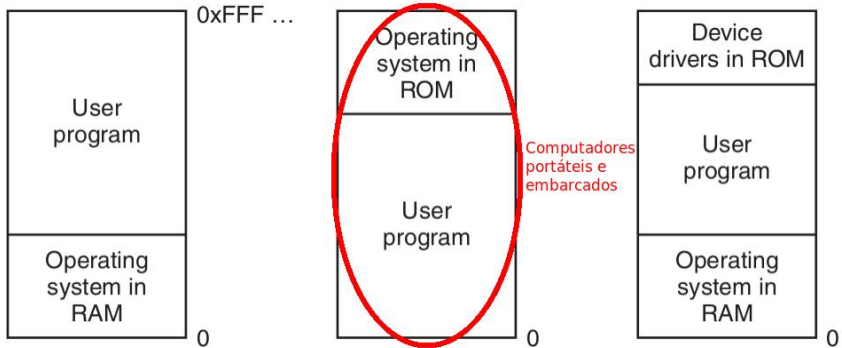 0xFFF ...
User
program
Operating
system in
RAM
0
Operating
system in
ROM
User
program
0
Computadores
portáteis e
embarcados
Device
drivers in ROM
User
program
Operating
system in
RAM
0